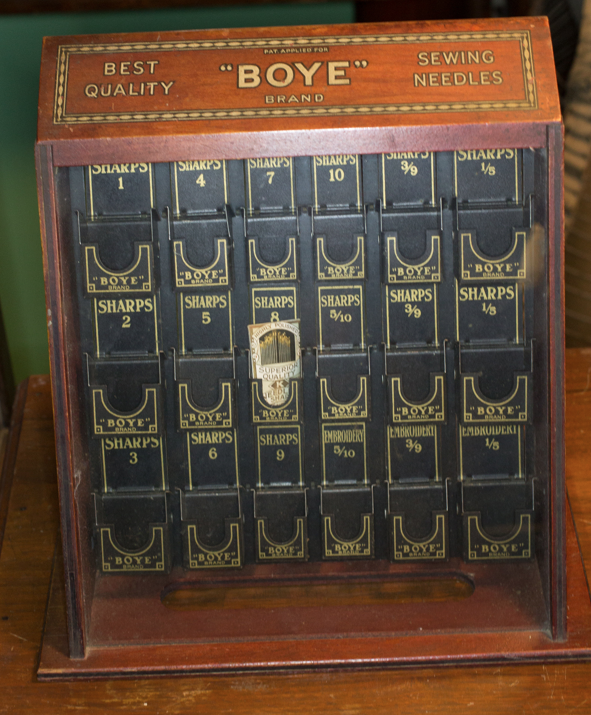 PAT. APPLIED FOR
BEST QUALITY
"BOYE"
BRAND
SEWING NEEDLES
SHARPS 1
SHARPS 4
SHARPS 7
SHARPS 10
SHARPS 3/9
SHARPS 1/5
"BOYE" BRAND
"BOYE" BRAND
"BOYE" BRAND
"BOYE" BRAND
"BOYE" BRAND
"BOYE" BRAND
SHARPS 2
SHARPS 5
SHARPS 8
SHARPS 5/10
SHARPS 3/9
SHARPS 1/5
SUPERIOR
QUALITY
"BOYE" BRAND
"BOYE" BRAND
"BOYE" BRAND
"BOYE" BRAND
"BOYE" BRAND
"BOYE" BRAND
SHARPS 3
SHARPS 6
SHARPS 9
EMBROIDERY 5/10
EMBROIDERY 3/9
EMBROIDERY 1/5
"BOYE" BRAND
"BOYE" BRAND
"BOYE" BRAND
"BOYE" BRAND
"BOYE" BRAND
"BOYE" BRAND